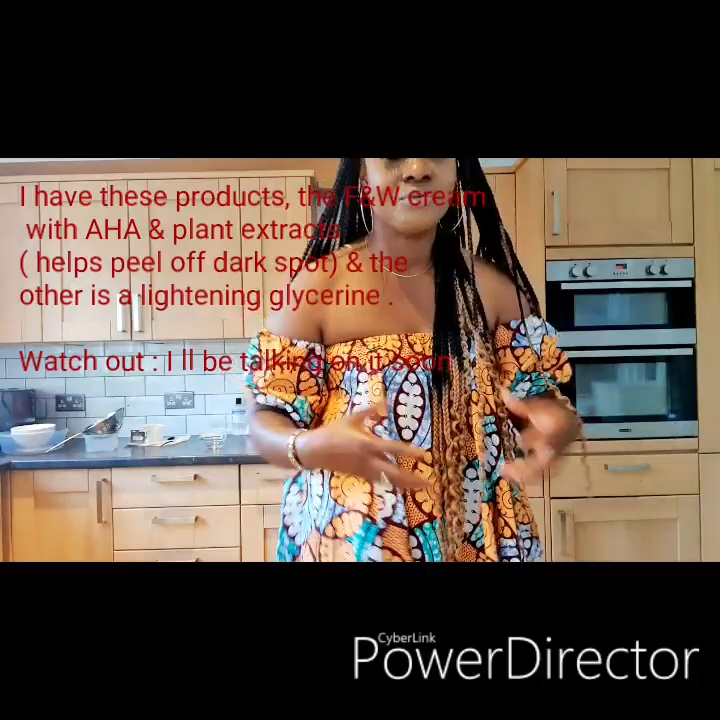 I have these products, the F&W cream
with AHA & plant extracts
( helps peel off dark spot) & the
other is a lightening glycerine .
Watch out : I ll be talking on it soon
CyberLink
PowerDirector